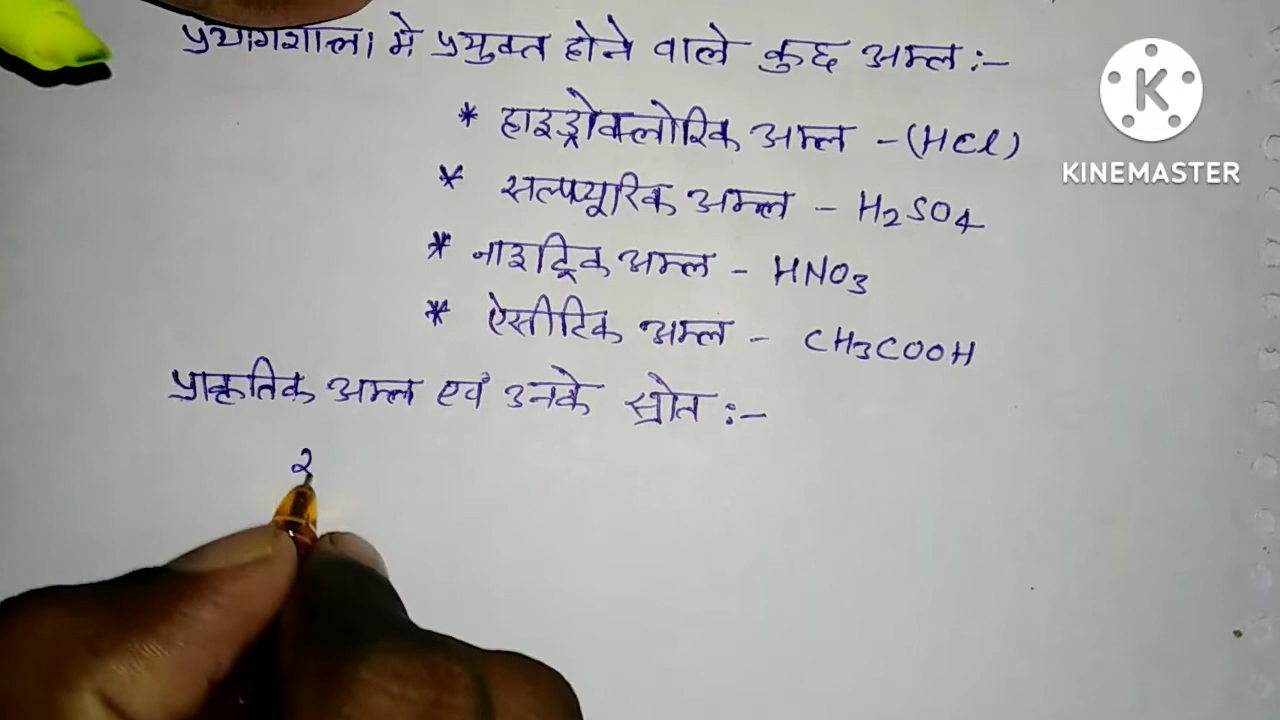 प्रयोगशाला मे प्रयुक्त होने वाले कुछ अम्ल :-
* हाइड्रोक्लोरिक अम्ल - (HCl)
* सल्फ्यूरिक अम्ल - H2SO4
* नाइट्रिक अम्ल - HNO3
* ऐसीटिक अम्ल - CH3COOH
प्राकृतिक अम्ल एवं उनके स्रोत :-
K
KINEMASTER